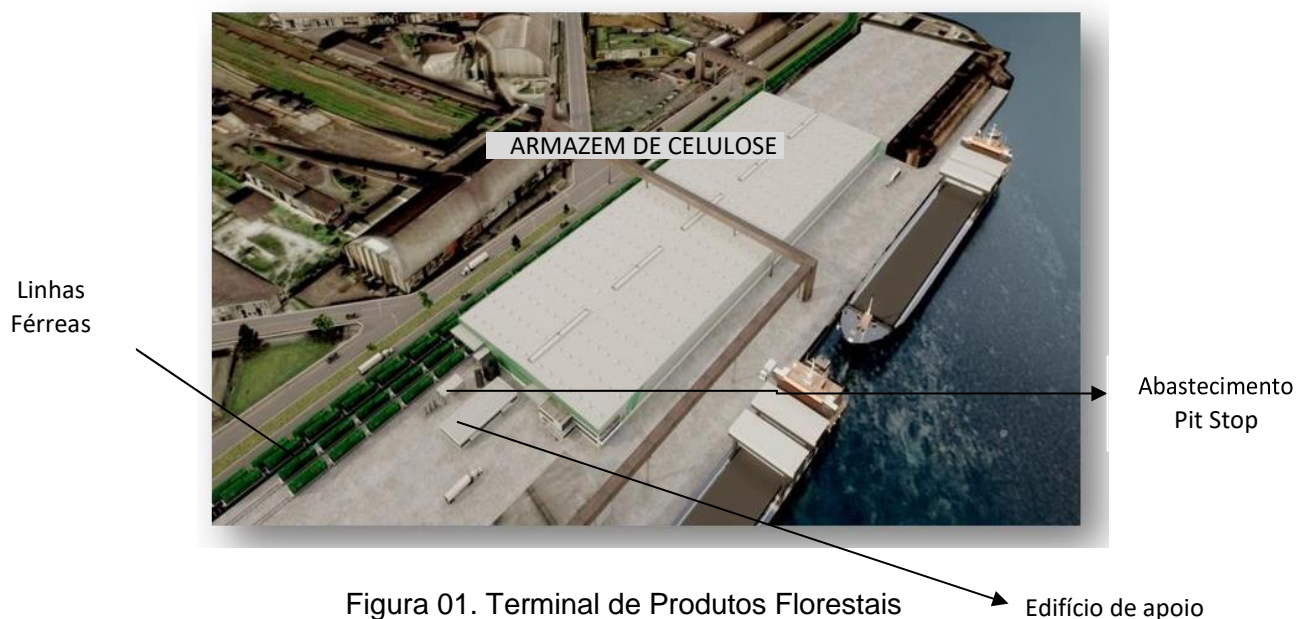 ARMAZEM DE CELULOSE
Linhas
Férreas
Abastecimento
Pit Stop
Figura 01. Terminal de Produtos Florestais
Edifício de apoio